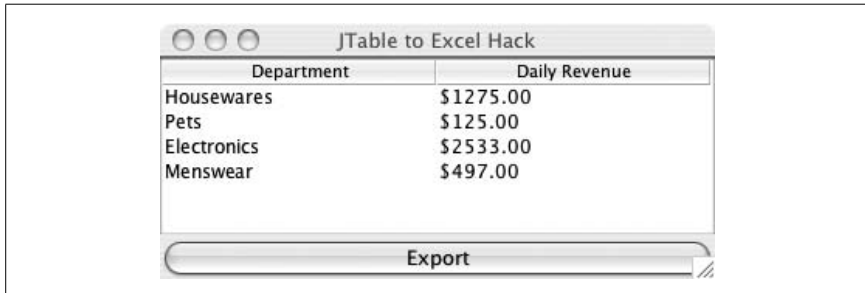 JTable to Excel Hack
Department Daily Revenue
Housewares $1275.00
Pets $125.00
Electronics $2533.00
Menswear $497.00
Export